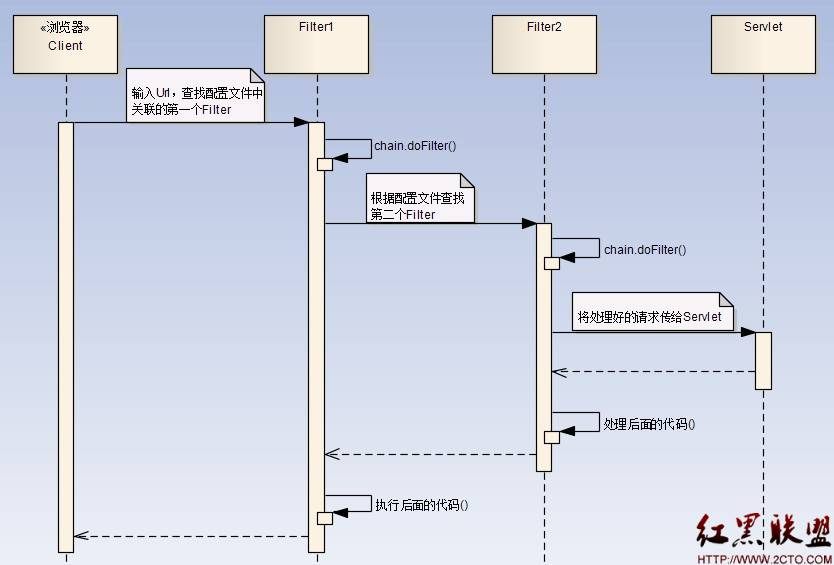 «浏览器»
Client
Filter1
Filter2
Servlet
输入Url，查找配置文件中
关联的第一个Filter
chain.doFilter()
根据配置文件查找
第二个Filter
chain.doFilter()
将处理好的请求传给Servlet
处理后面的代码()
执行后面的代码()
红黑联盟
HTTP://WWW.2CTO.COM